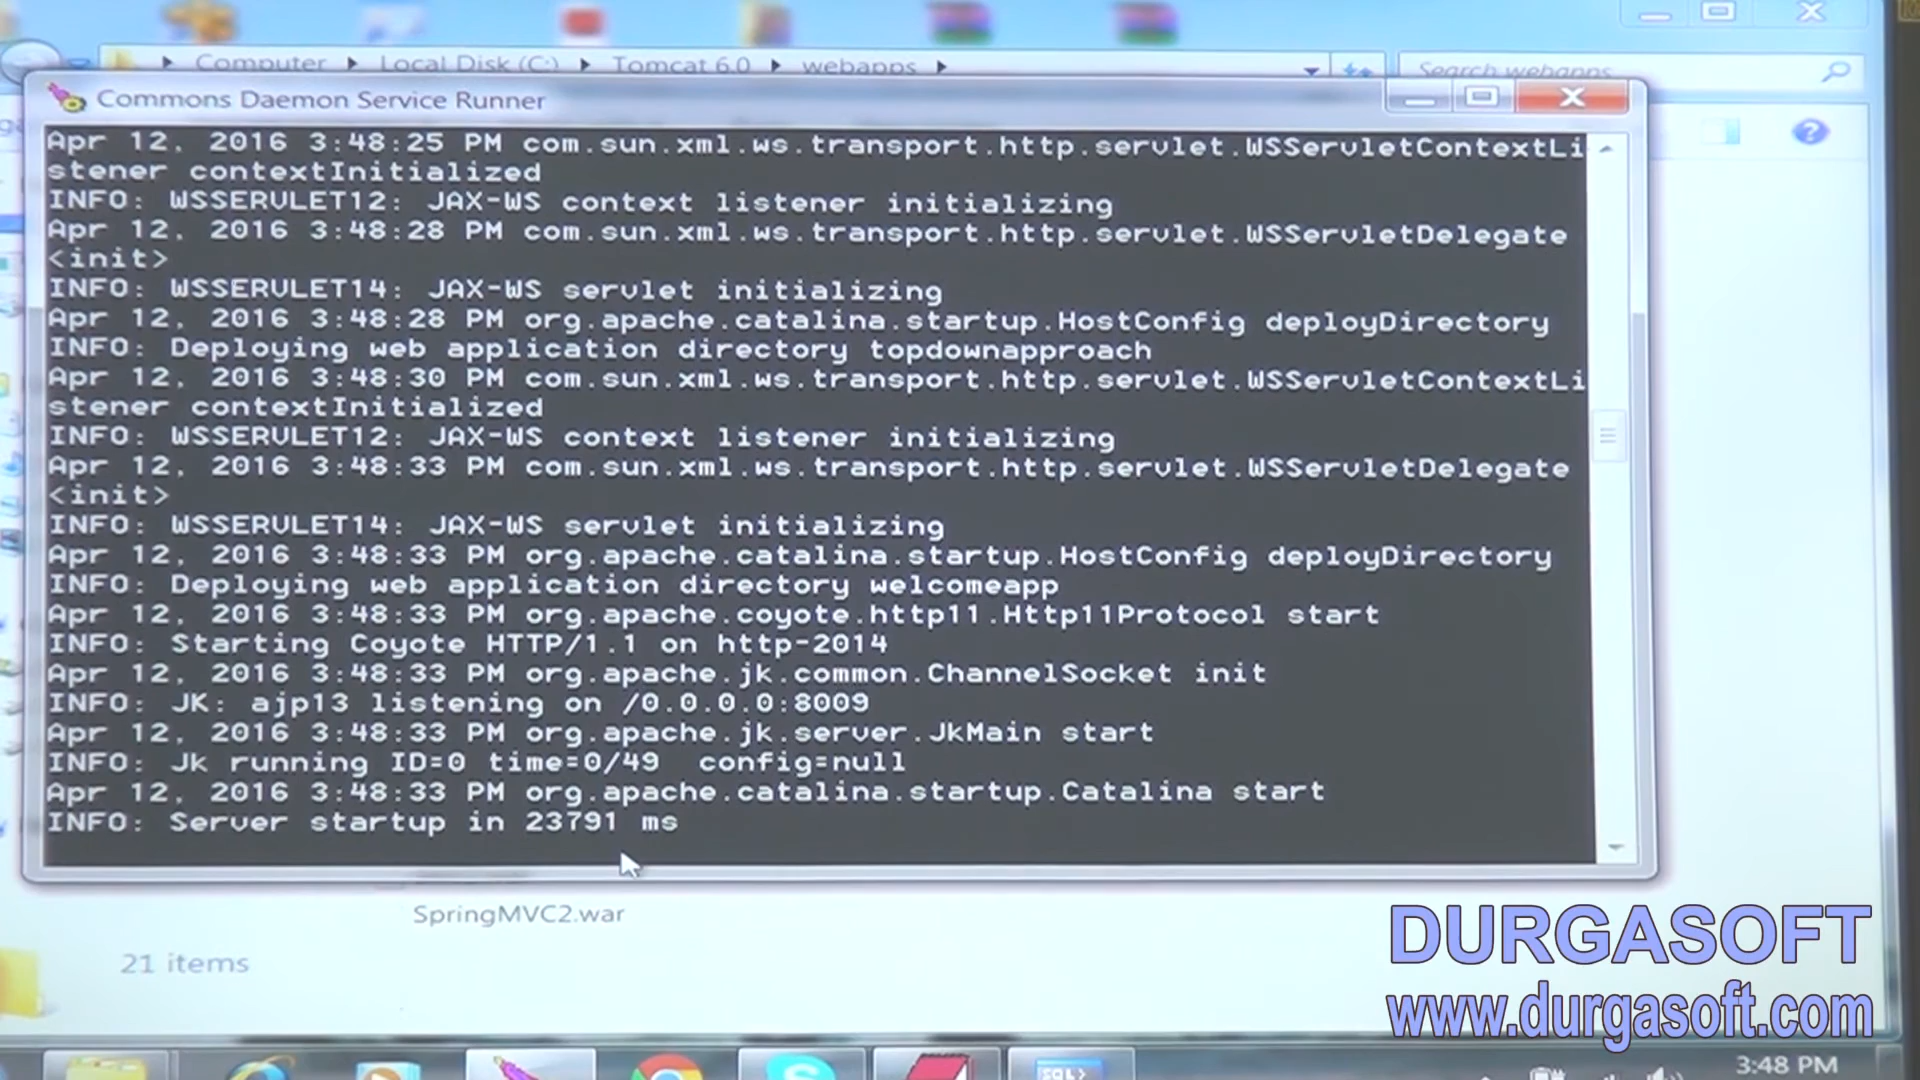 Computer Local Disk (C:) Tomcat 6.0 webapps
Search webapps
Commons Daemon Service Runner
Apr 12, 2016 3:48:25 PM com.sun.xml.ws.transport.http.servlet.WSServletContextLi
stener contextInitialized
INFO: WSSERVLET12: JAX-WS context listener initializing
Apr 12, 2016 3:48:28 PM com.sun.xml.ws.transport.http.servlet.WSServletDelegate
<init>
INFO: WSSERVLET14: JAX-WS servlet initializing
Apr 12, 2016 3:48:28 PM org.apache.catalina.startup.HostConfig deployDirectory
INFO: Deploying web application directory topdownapproach
Apr 12, 2016 3:48:30 PM com.sun.xml.ws.transport.http.servlet.WSServletContextLi
stener contextInitialized
INFO: WSSERVLET12: JAX-WS context listener initializing
Apr 12, 2016 3:48:33 PM com.sun.xml.ws.transport.http.servlet.WSServletDelegate
<init>
INFO: WSSERVLET14: JAX-WS servlet initializing
Apr 12, 2016 3:48:33 PM org.apache.catalina.startup.HostConfig deployDirectory
INFO: Deploying web application directory welcomeapp
Apr 12, 2016 3:48:33 PM org.apache.coyote.http11.Http11Protocol start
INFO: Starting Coyote HTTP/1.1 on http-2014
Apr 12, 2016 3:48:33 PM org.apache.jk.common.ChannelSocket init
INFO: JK: ajp13 listening on /0.0.0.0:8009
Apr 12, 2016 3:48:33 PM org.apache.jk.server.JkMain start
INFO: Jk running ID=0 time=0/49 config=null
Apr 12, 2016 3:48:33 PM org.apache.catalina.startup.Catalina start
INFO: Server startup in 23791 ms
SpringMVC2.war
21 items
DURGASOFT
www.durgasoft.com
SQL>
3:48 PM